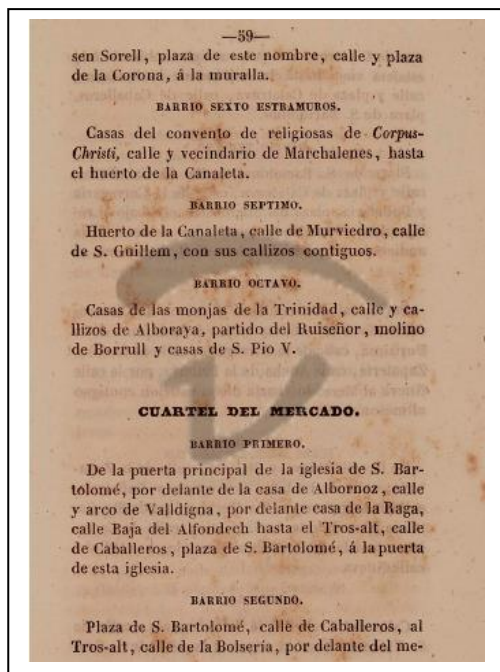 —59—
sen Sorell, plaza de este nombre, calle y plaza
de la Corona, á la muralla.
BARRIO SEXTO ESTRAMUROS.
Casas del convento de religiosas de Corpus-
Christi, calle y vecindario de Marchalenes, hasta
el huerto de la Canaleta.
BARRIO SEPTIMO.
Huerto de la Canaleta, calle de Murviedro, calle
de S. Guillem, con sus callizos contiguos.
BARRIO OCTAVO.
Casas de las monjas de la Trinidad, calle y ca-
llizos de Alboraya, partido del Ruiseñor, molino
de Borrull y casas de S. Pio V.
CUARTEL DEL MERCADO.
BARRIO PRIMERO.
De la puerta principal de la iglesia de S. Bar-
tolomé, por delante de la casa de Albornoz, calle
y arco de Valldigna, por delante casa de la Raga,
calle Baja del Alfondech hasta el Tros-alt, calle
de Caballeros, plaza de S. Bartolomé, á la puerta
de esta iglesia.
BARRIO SEGUNDO.
Plaza de S. Bartolomé, calle de Caballeros, al
Tros-alt, calle de la Bolsería, por delante del me-